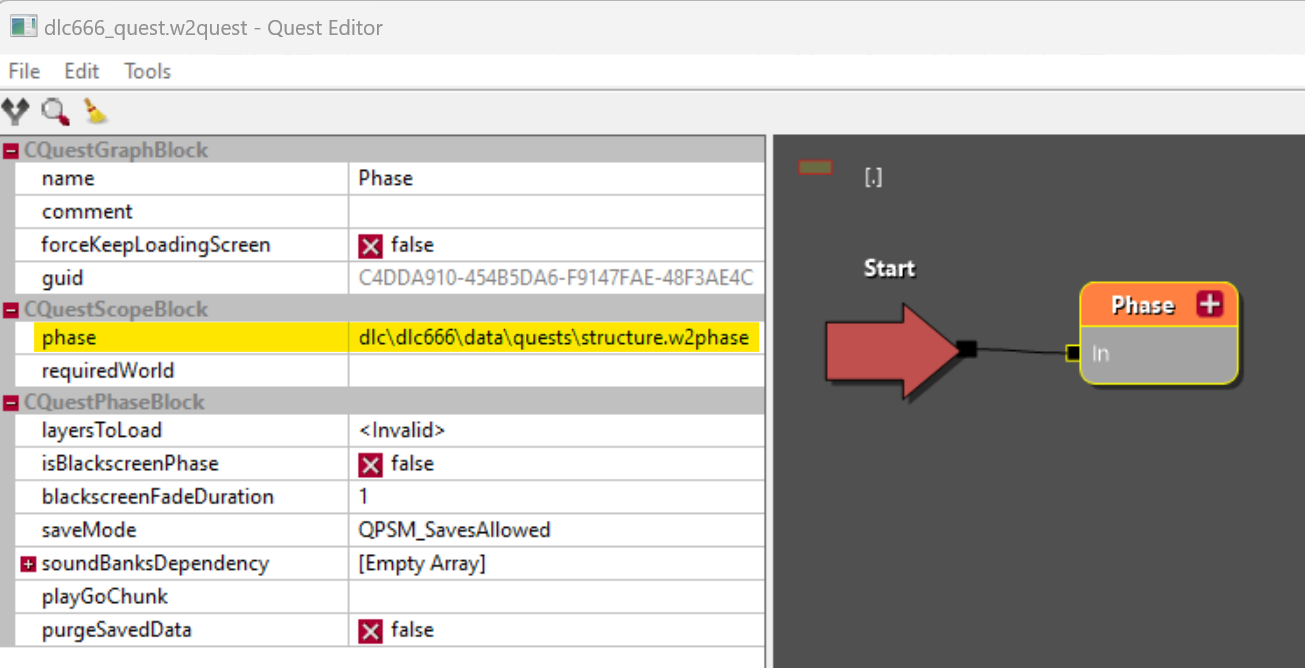 dlc666_quest.w2quest - Quest Editor
File Edit Tools
CQuestGraphBlock
name Phase
comment
forceKeepLoadingScreen false
guid C4DDA910-454B5DA6-F9147FAE-48F3AE4C
CQuestScopeBlock
phase dlc\dlc666\data\quests\structure.w2phase
requiredWorld
CQuestPhaseBlock
layersToLoad <Invalid>
isBlackscreenPhase false
blackscreenFadeDuration 1
saveMode QPSM_SavesAllowed
soundBanksDependency [Empty Array]
playGoChunk
purgeSavedData false
[.]
Start
Phase
In